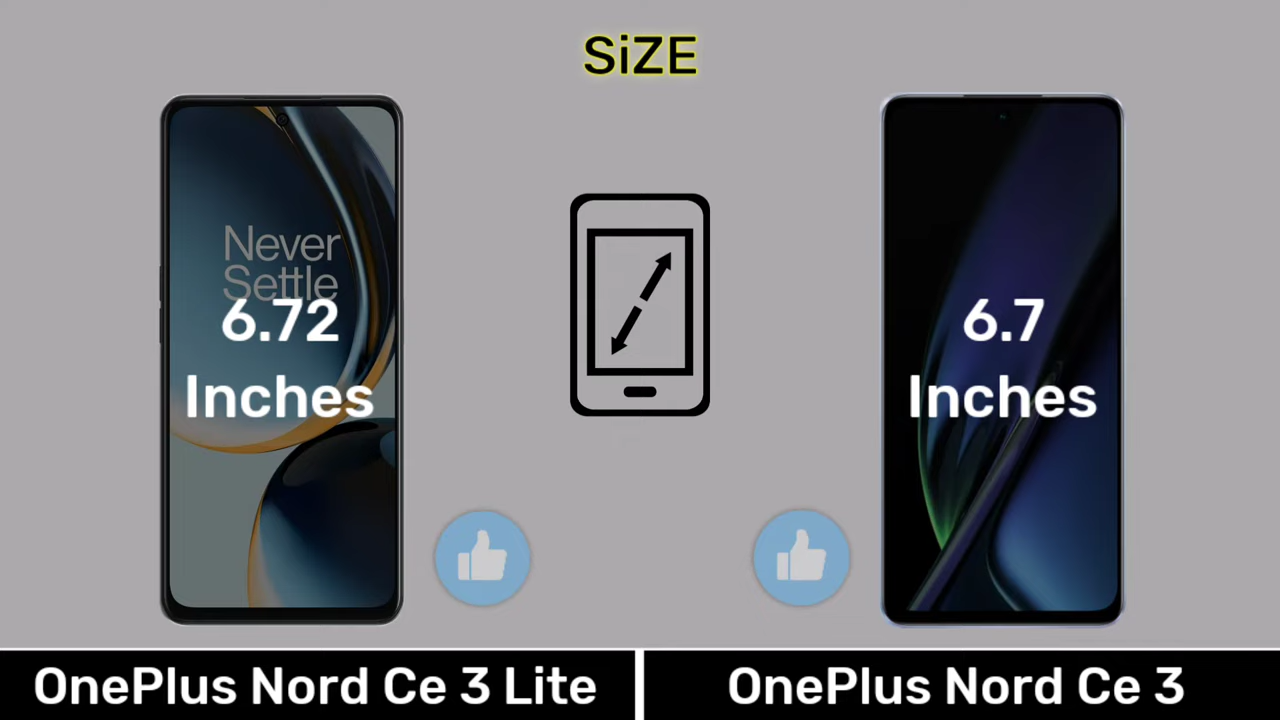 SiZE
Never
Settle
6.72
Inches
6.7
Inches
OnePlus Nord Ce 3 Lite
OnePlus Nord Ce 3